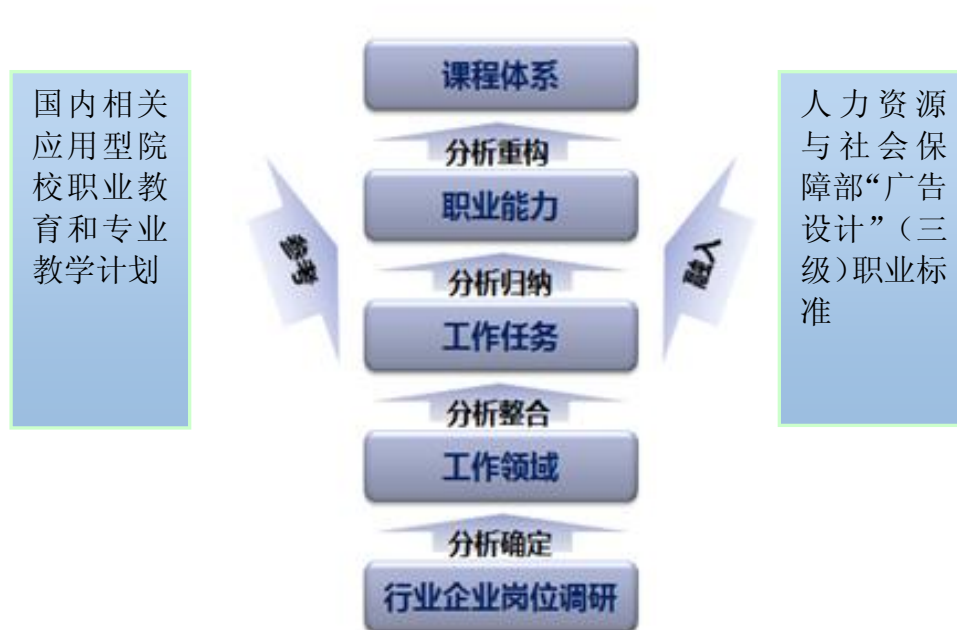 课程体系
分析重构
职业能力
分析归纳
工作任务
分析整合
工作领域
分析确定
行业企业岗位调研
国内相关
应用型院
校职业教
育和专业
教学计划
参考
人力资源
与社会保
障部“广告
设计”（三
级）职业标
准
融入